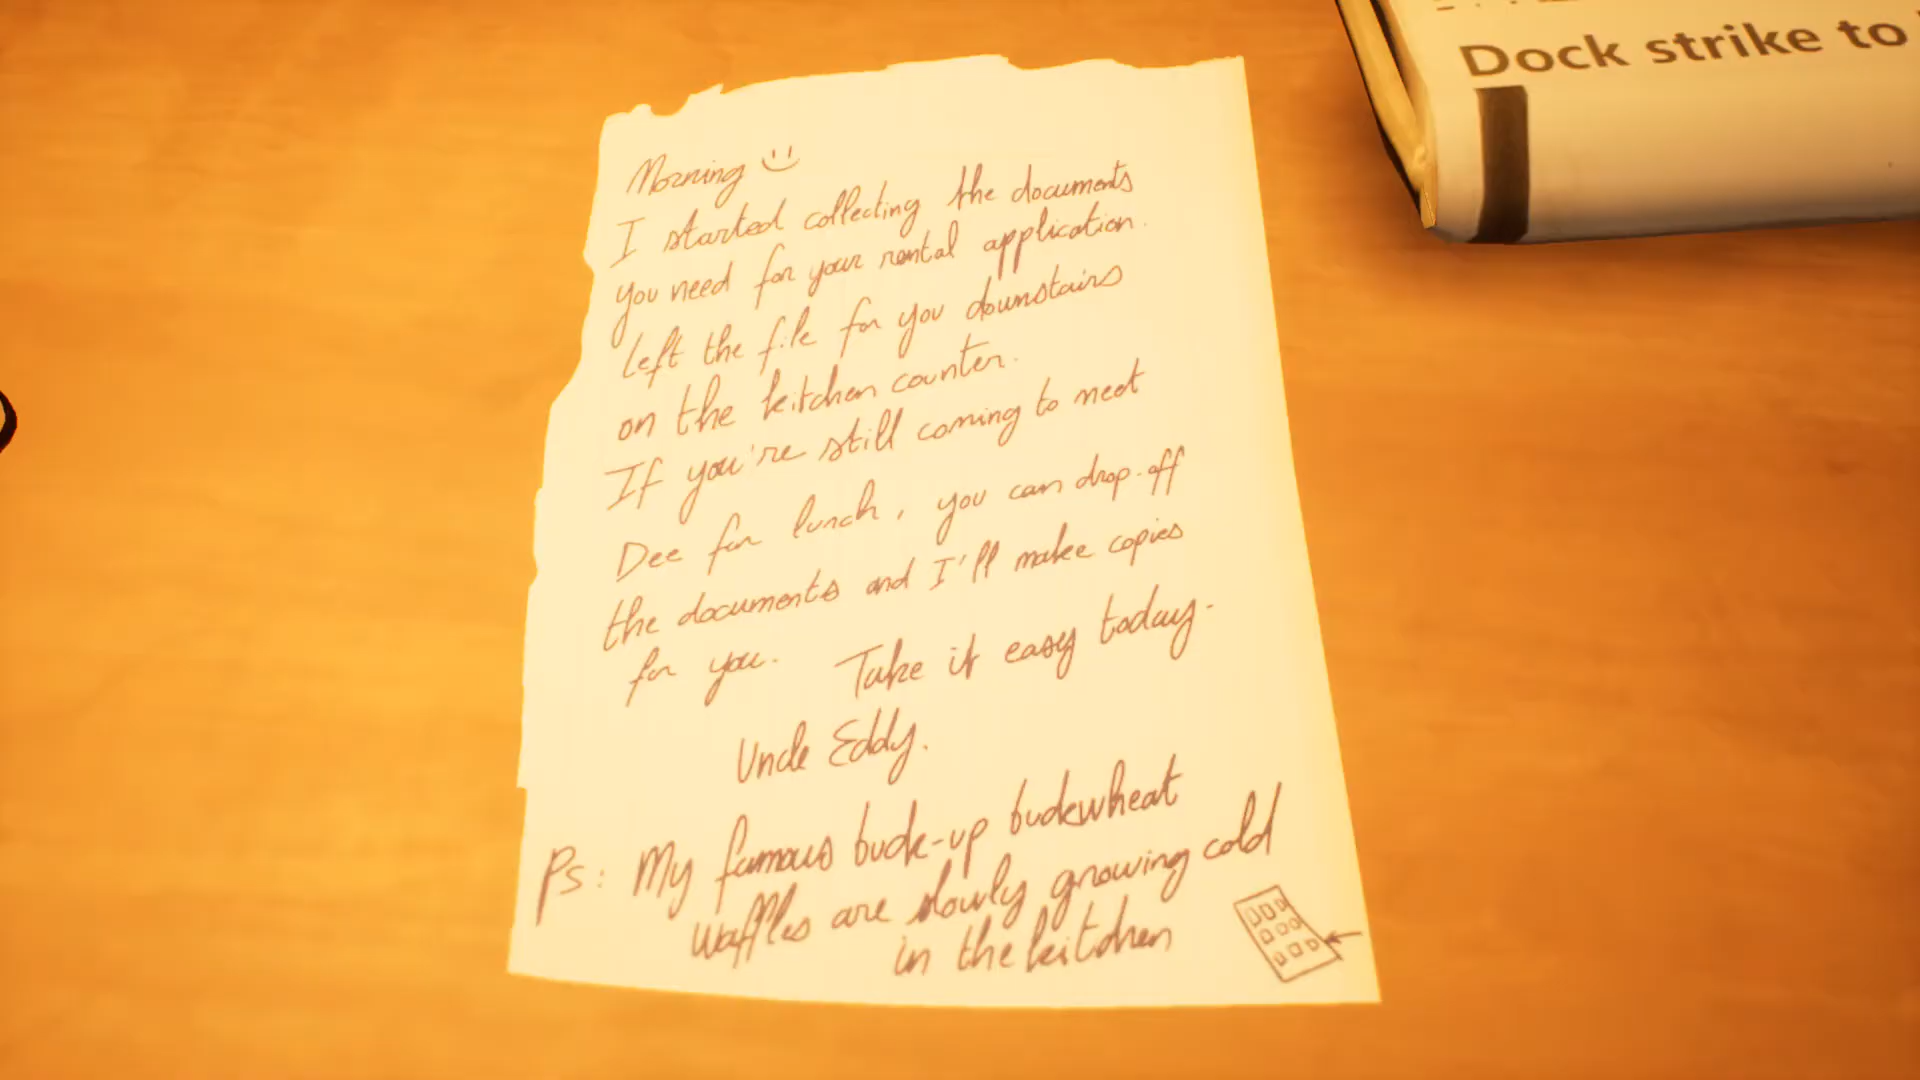 Morning
I started collecting the documents
you need for your rental application.
Left the file for you downstairs
on the kitchen counter.
If you're still coming to meet
Dee for lunch, you can drop-off
the documents and I'll make copies
for you. Take it easy today.
Uncle Eddy.
Ps: My famous buck-up buckwheat
waffles are slowly growing cold
in the kitchen
Dock strike to